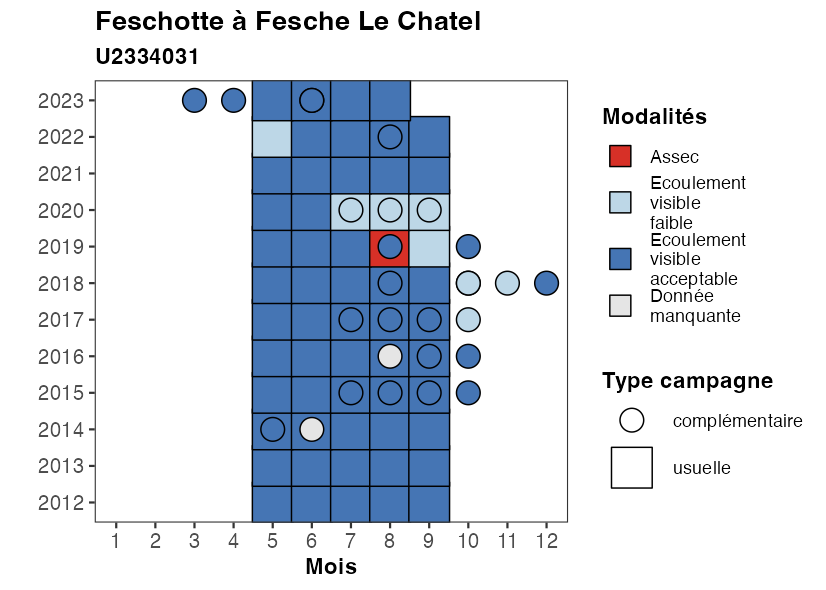 Feschotte à Fesche Le Chatel
U2334031
2023
2022
2021
2020
2019
2018
2017
2016
2015
2014
2013
2012
1 2 3 4 5 6 7 8 9 10 11 12
Mois
Modalités
Assec
Ecoulement
visible
faible
Ecoulement
visible
acceptable
Donnée
manquante
Type campagne
complémentaire
usuelle